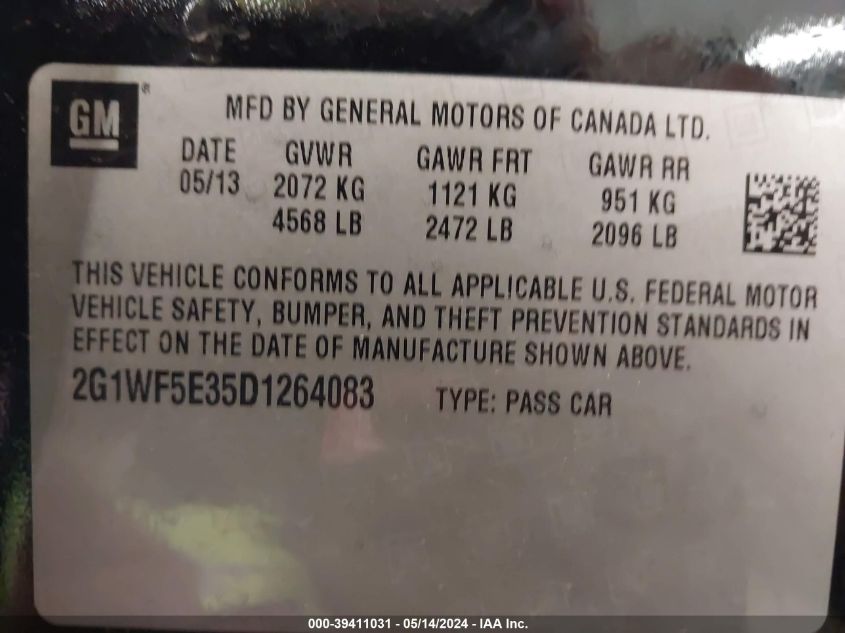 GM ®
MFD BY GENERAL MOTORS OF CANADA LTD.
DATE GVWR GAWR FRT GAWR RR
05/13 2072 KG 1121 KG 951 KG
4568 LB 2472 LB 2096 LB
THIS VEHICLE CONFORMS TO ALL APPLICABLE U.S. FEDERAL MOTOR
VEHICLE SAFETY, BUMPER, AND THEFT PREVENTION STANDARDS IN
EFFECT ON THE DATE OF MANUFACTURE SHOWN ABOVE.
2G1WF5E35D1264083 TYPE: PASS CAR
000-39411031 - 05/14/2024 - IAA Inc.